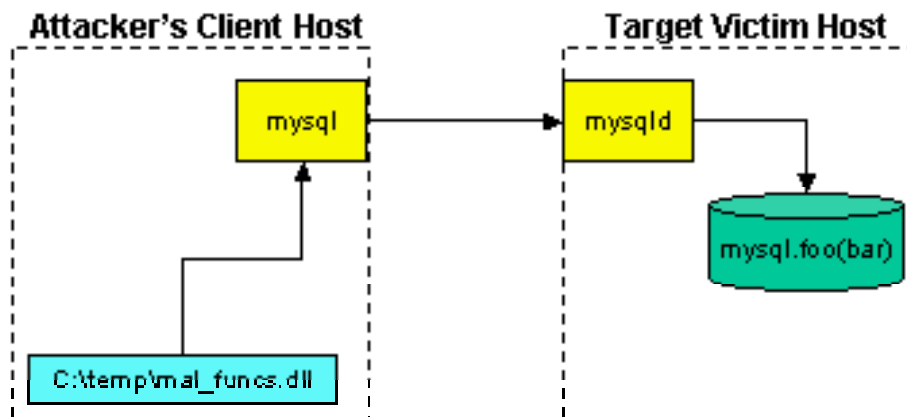 Attacker's Client Host
Target Victim Host
mysql
mysqld
mysql.foo(bar)
C:\temp\mal_funcs.dll